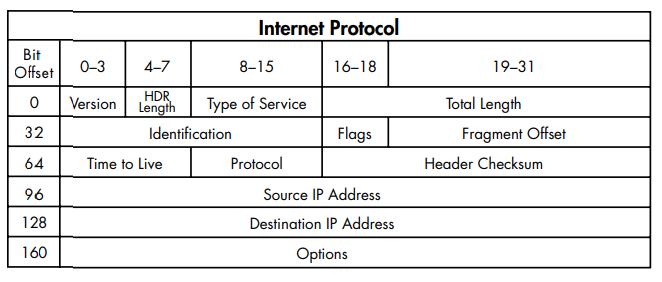 Internet Protocol
Bit Offset 0–3 4–7 8–15 16–18 19–31
0 Version HDR Length Type of Service Total Length
32 Identification Flags Fragment Offset
64 Time to Live Protocol Header Checksum
96 Source IP Address
128 Destination IP Address
160 Options